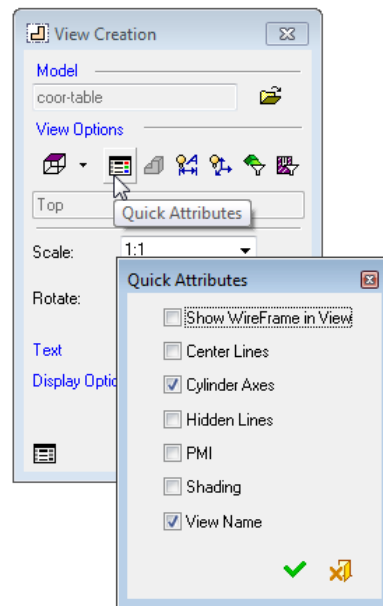 View Creation
Model
coor-table
View Options
Top
Quick Attributes
Scale:
1:1
Quick Attributes
Rotate:
Show WireFrame in View
Text
Center Lines
Display Optio
Cylinder Axes
Hidden Lines
PMI
Shading
View Name